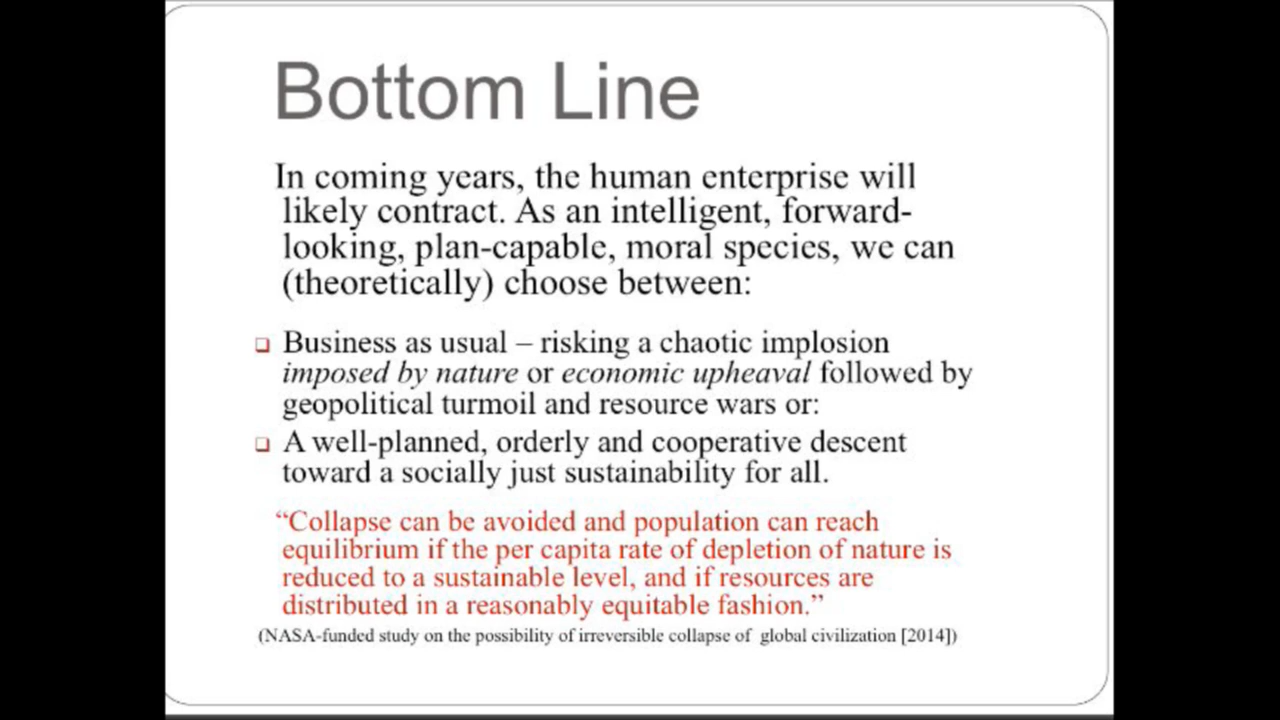 Bottom Line
In coming years, the human enterprise will
likely contract. As an intelligent, forward-
looking, plan-capable, moral species, we can
(theoretically) choose between:
❑ Business as usual – risking a chaotic implosion
imposed by nature or economic upheaval followed by
geopolitical turmoil and resource wars or:
❑ A well-planned, orderly and cooperative descent
toward a socially just sustainability for all.
“Collapse can be avoided and population can reach
equilibrium if the per capita rate of depletion of nature is
reduced to a sustainable level, and if resources are
distributed in a reasonably equitable fashion.”
(NASA-funded study on the possibility of irreversible collapse of global civilization [2014])